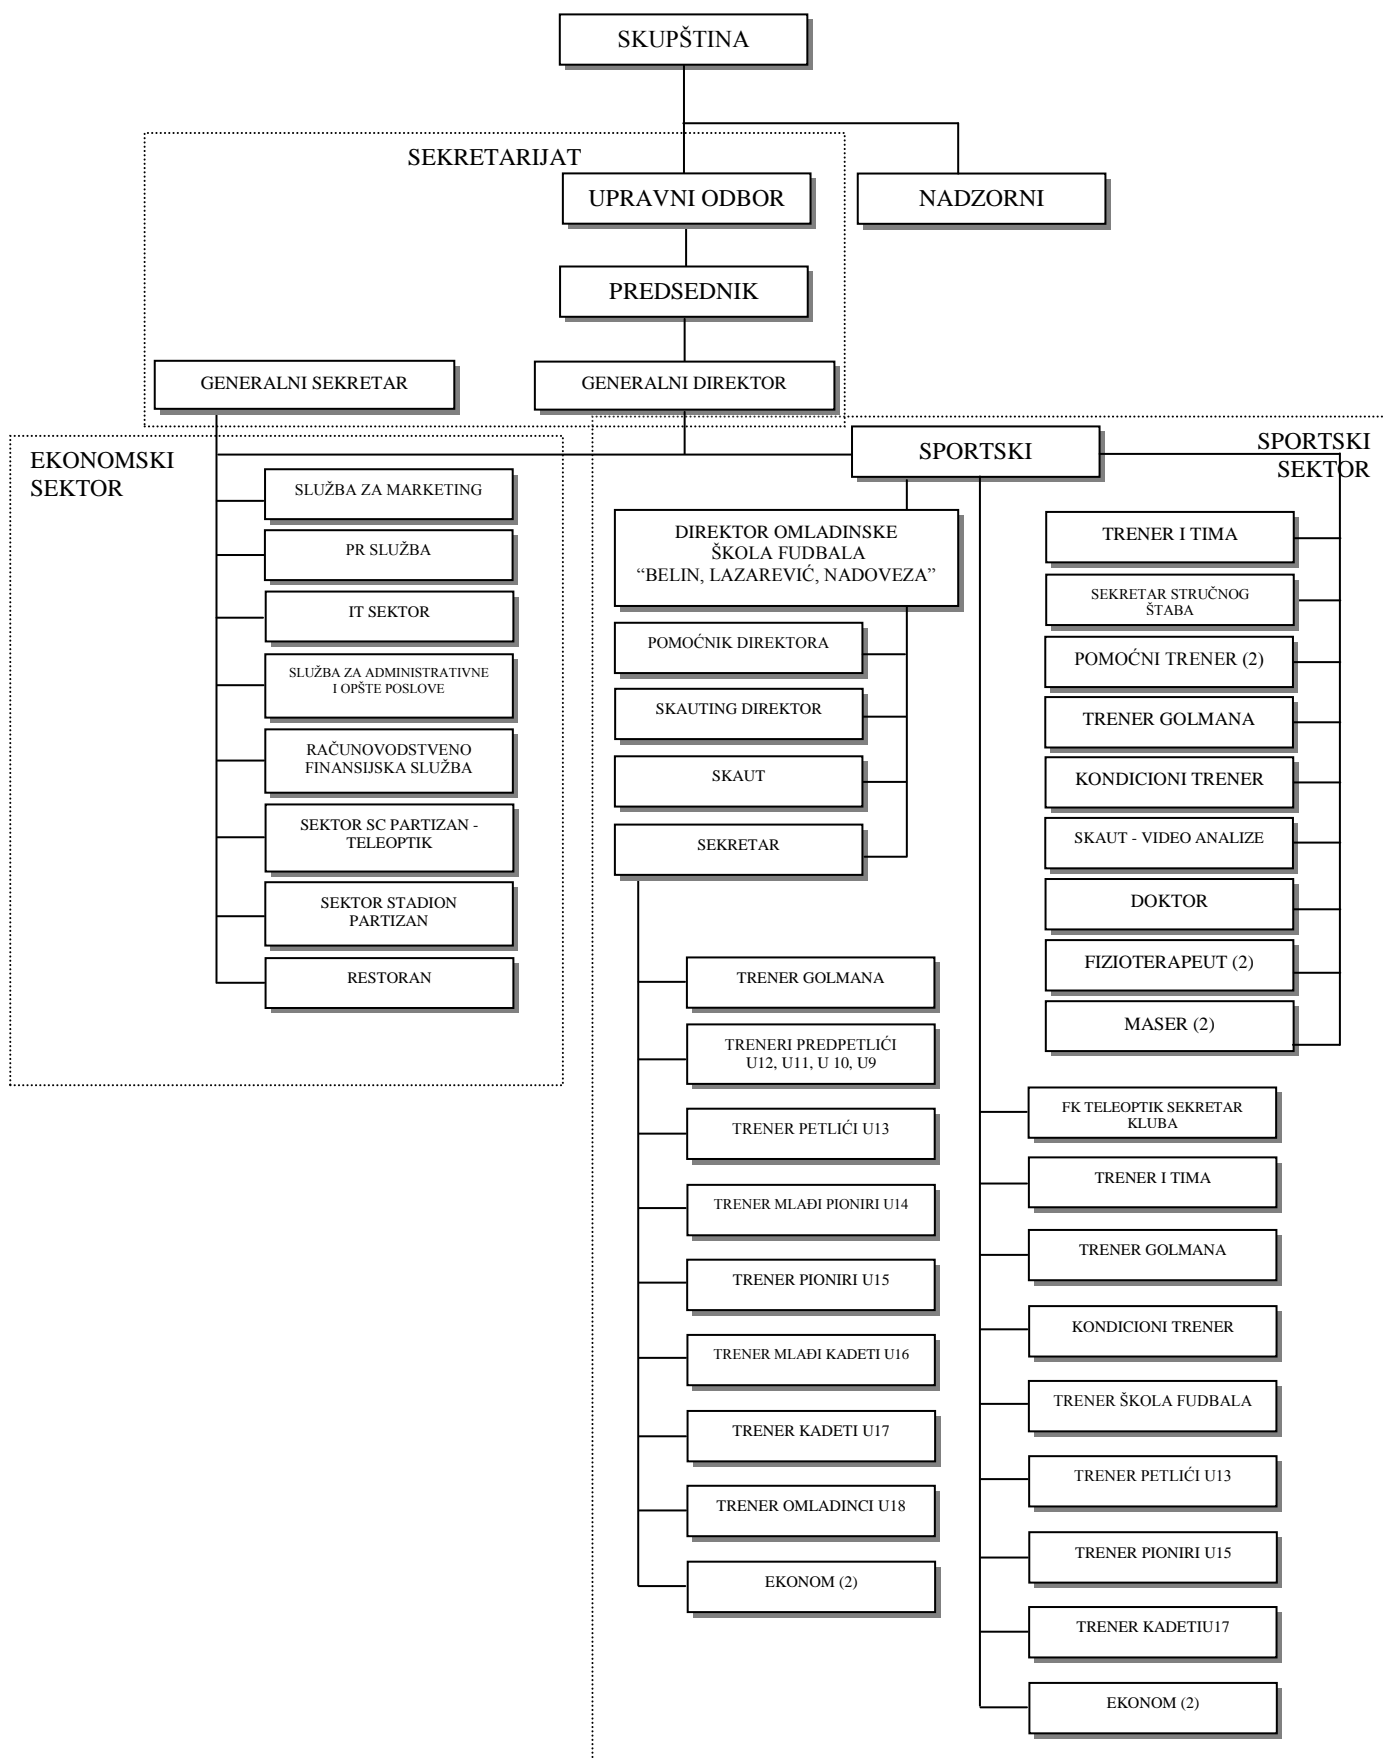 SKUPŠTINA
SEKRETARIJAT
UPRAVNI ODBOR
NADZORNI
PREDSEDNIK
GENERALNI SEKRETAR
GENERALNI DIREKTOR
EKONOMSKI
SEKTOR
SPORTSKI
SPORTSKI
SEKTOR
SLUŽBA ZA MARKETING
PR SLUŽBA
IT SEKTOR
SLUŽBA ZA ADMINISTRATIVNE
I OPŠTE POSLOVE
RAČUNOVODSTVENO
FINANSIJSKA SLUŽBA
SEKTOR SC PARTIZAN -
TELEOPTIK
SEKTOR STADION
PARTIZAN
RESTORAN
DIREKTOR OMLADINSKE
ŠKOLA FUDBALA
“BELIN, LAZAREVIĆ, NADOVEZA”
POMOĆNIK DIREKTORA
SKAUTING DIREKTOR
SKAUT
SEKRETAR
TRENER GOLMANA
TRENERI PREDPETLIĆI
U12, U11, U 10, U9
TRENER PETLIĆI U13
TRENER MLAĐI PIONIRI U14
TRENER PIONIRI U15
TRENER MLAĐI KADETI U16
TRENER KADETI U17
TRENER OMLADINCI U18
EKONOM (2)
TRENER I TIMA
SEKRETAR STRUČNOG
ŠTABA
POMOĆNI TRENER (2)
TRENER GOLMANA
KONDICIONI TRENER
SKAUT - VIDEO ANALIZE
DOKTOR
FIZIOTERAPEUT (2)
MASER (2)
FK TELEOPTIK SEKRETAR
KLUBA
TRENER I TIMA
TRENER GOLMANA
KONDICIONI TRENER
TRENER ŠKOLA FUDBALA
TRENER PETLIĆI U13
TRENER PIONIRI U15
TRENER KADETIU17
EKONOM (2)